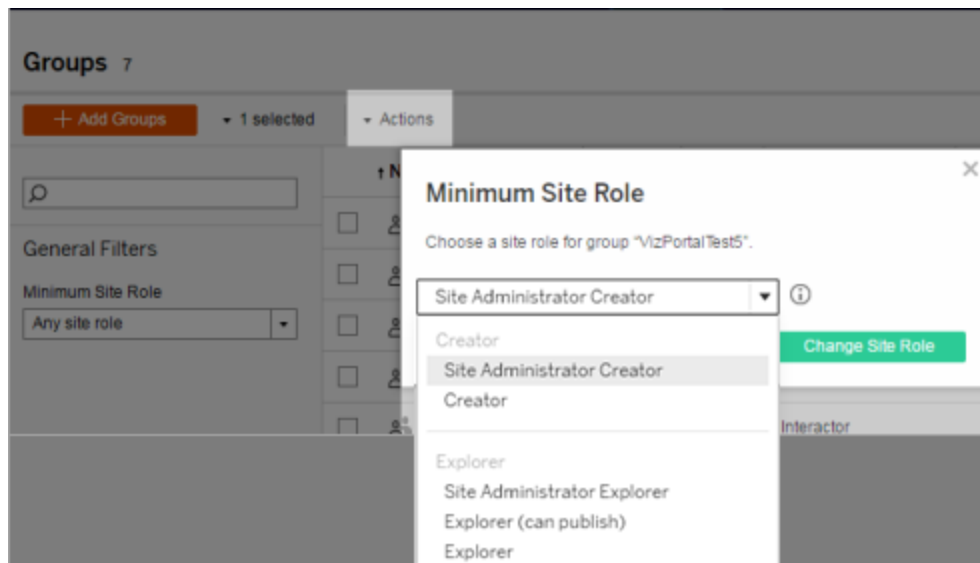 Groups 7
+ Add Groups
1 selected
Actions
↑ N
General Filters
Minimum Site Role
Any site role
Minimum Site Role
Choose a site role for group "VizPortalTest5".
Site Administrator Creator
Change Site Role
Creator
Site Administrator Creator
Creator
Interactor
Explorer
Site Administrator Explorer
Explorer (can publish)
Explorer